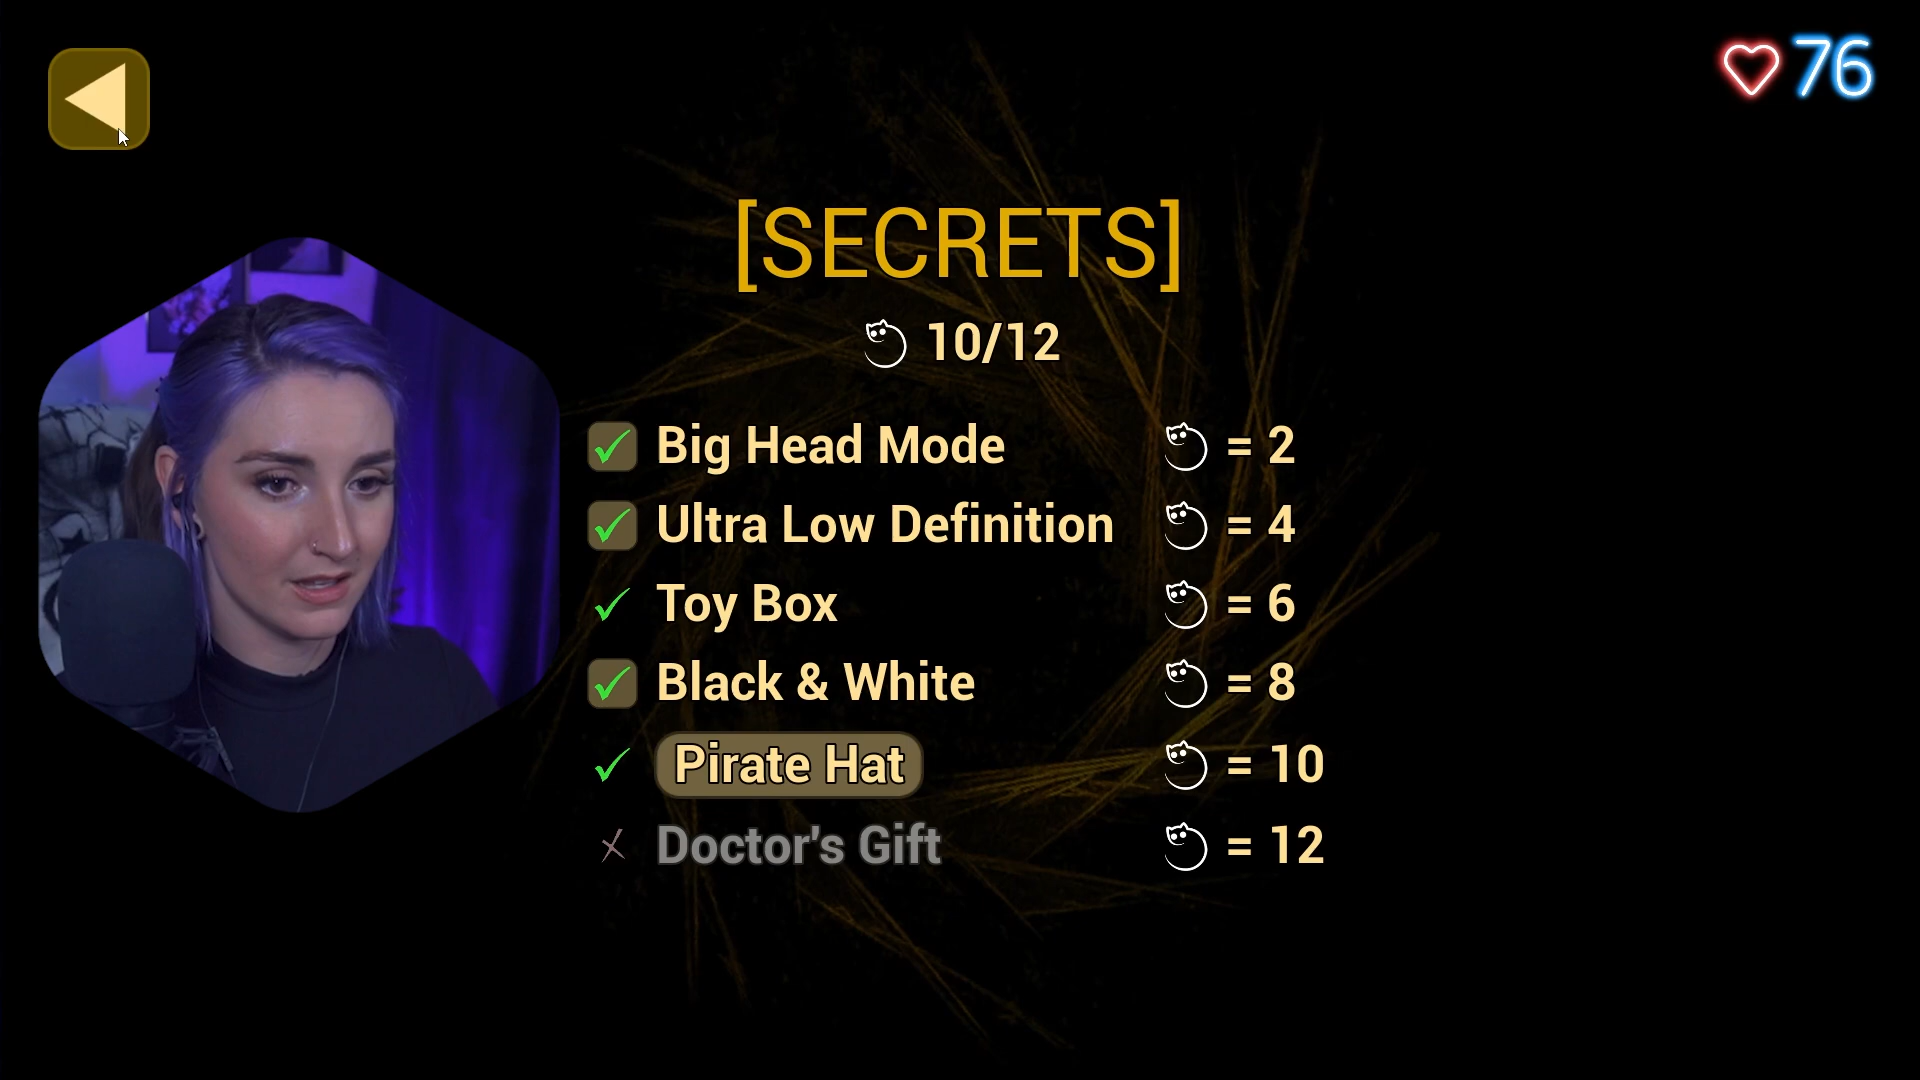 76
[SECRETS]
10/12
Big Head Mode = 2
Ultra Low Definition = 4
Toy Box = 6
Black & White = 8
Pirate Hat = 10
Doctor's Gift = 12